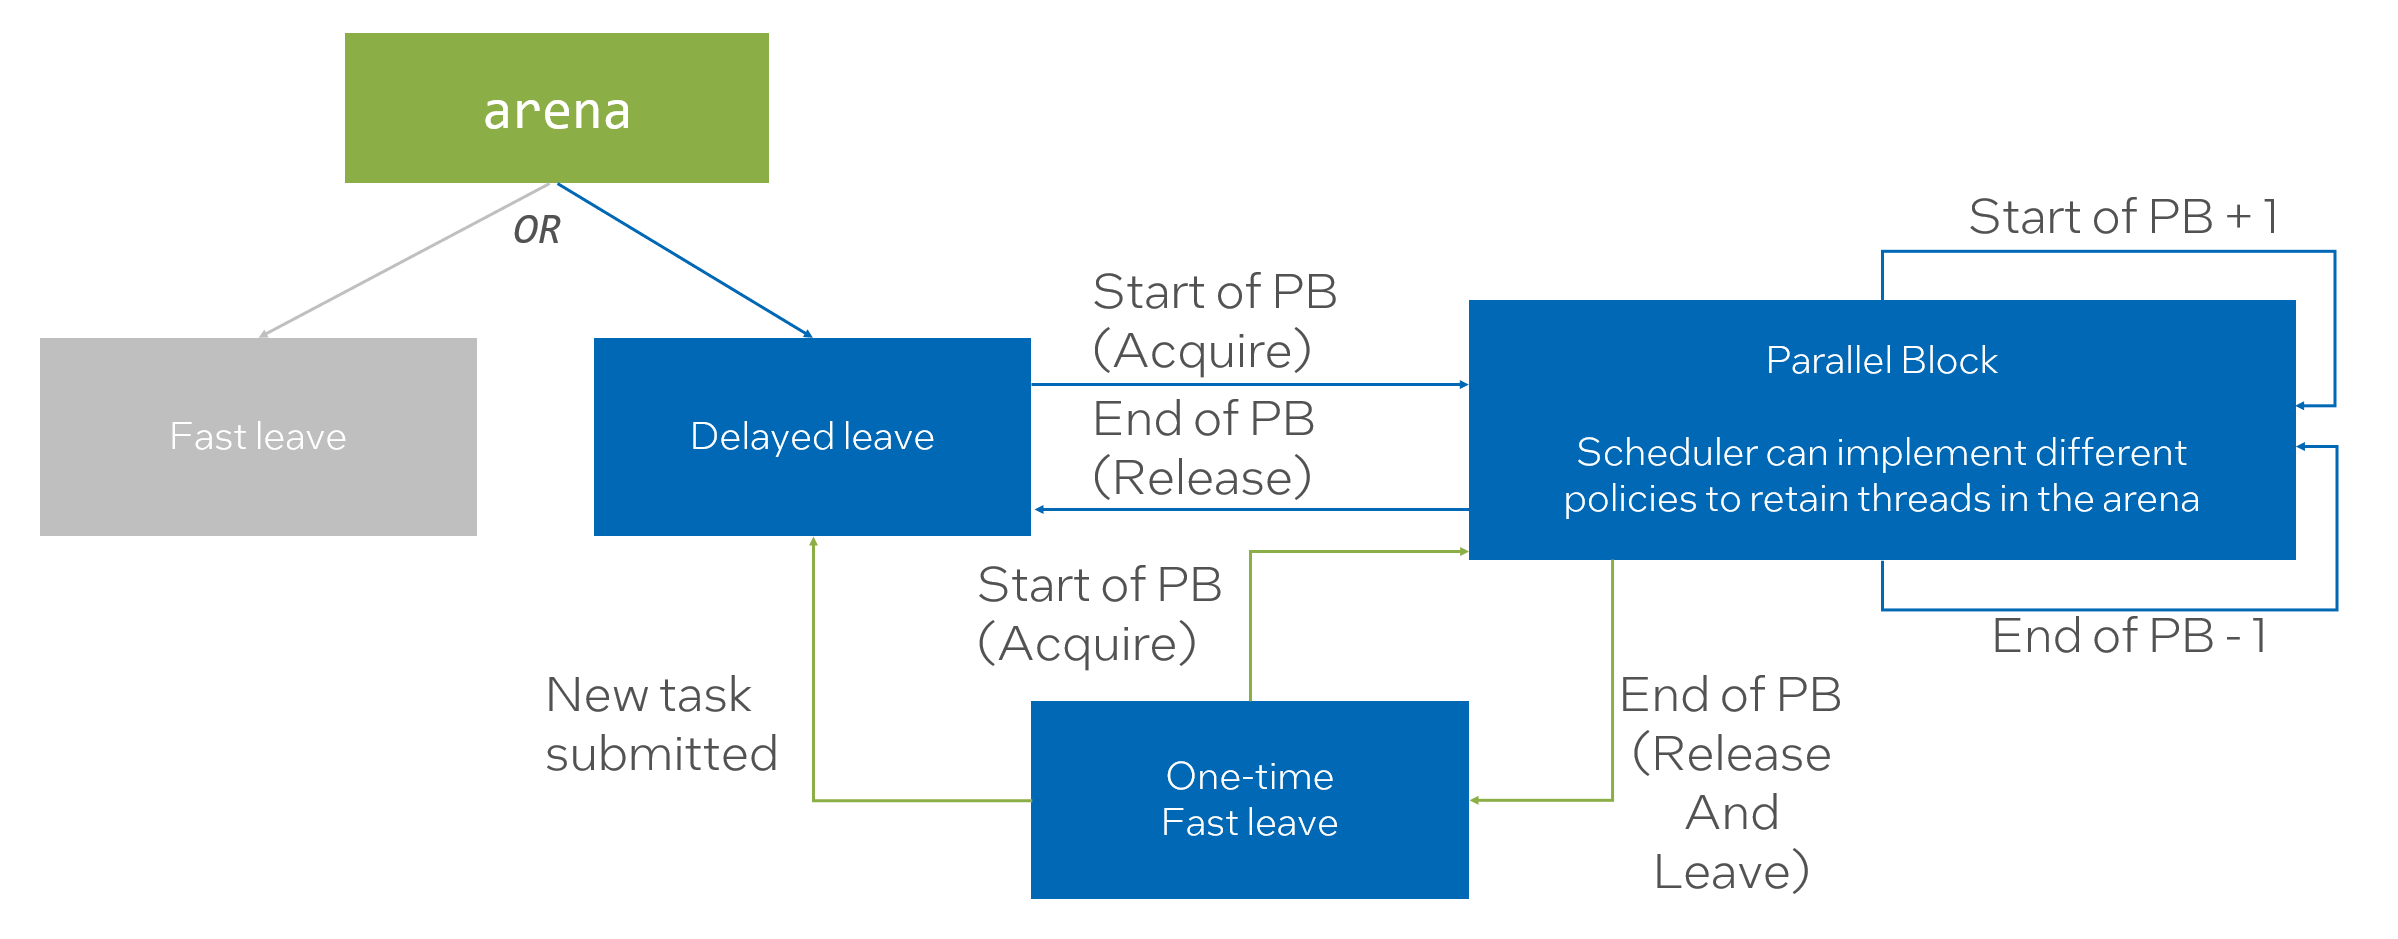 arena
OR
Start of PB + 1
Start of PB
(Acquire)
Parallel Block
Fast leave
Delayed leave
End of PB
(Release)
Scheduler can implement different
policies to retain threads in the arena
Start of PB
(Acquire)
End of PB - 1
New task
submitted
One-time
Fast leave
End of PB
(Release
And
Leave)